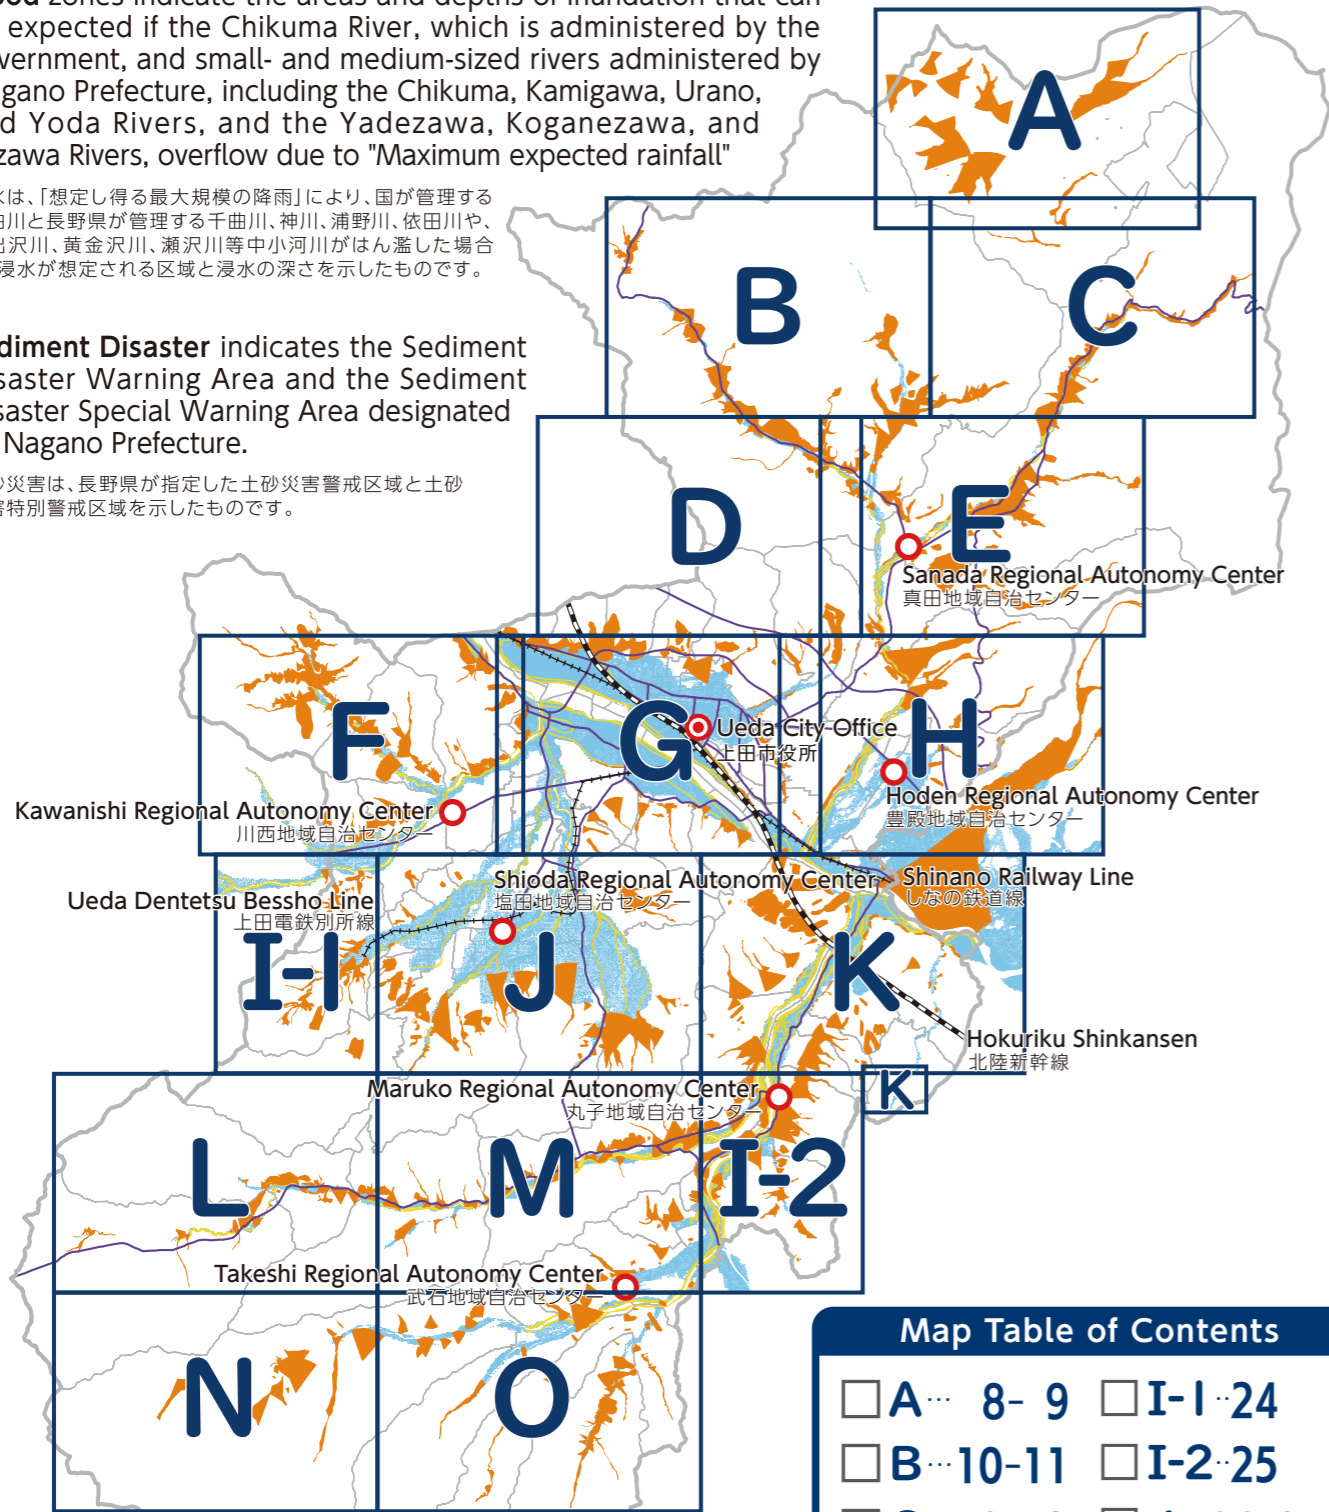 zones indicate the areas and depths of inundation that can
expected if the Chikuma River, which is administered by the
vernment, and small- and medium-sized rivers administered by
gano Prefecture, including the Chikuma, Kamigawa, Urano,
d Yoda Rivers, and the Yadezawa, Koganezawa, and
zawa Rivers, overflow due to "Maximum expected rainfall"
は、「想定し得る最大規模の降雨」により、国が管理する
曲川と長野県が管理する千曲川、神川、浦野川、依田川や、
出沢川、黄金沢川、瀬沢川等中小河川がはん濫した場合
浸水が想定される区域と浸水の深さを示したものです。
diment Disaster indicates the Sediment
saster Warning Area and the Sediment
saster Special Warning Area designated
Nagano Prefecture.
災害は、長野県が指定した土砂災害警戒区域と土砂
害特別警戒区域を示したものです。
A
B
C
D
E
Sanada Regional Autonomy Center
真田地域自治センター
F
G
H
Ueda City Office
上田市役所
Hoden Regional Autonomy Center
豊殿地域自治センター
Kawanishi Regional Autonomy Center
川西地域自治センター
Shioda Regional Autonomy Center
塩田地域自治センター
Shinano Railway Line
しなの鉄道線
Ueda Dentetsu Bessho Line
上田電鉄別所線
I-1
J
K
Hokuriku Shinkansen
北陸新幹線
Maruko Regional Autonomy Center
丸子地域自治センター
K
L
M
I-2
Takeshi Regional Autonomy Center
武石地域自治センター
N
O
Map Table of Contents
A… 8- 9
I-1‥24
B…10-11
I-2‥25